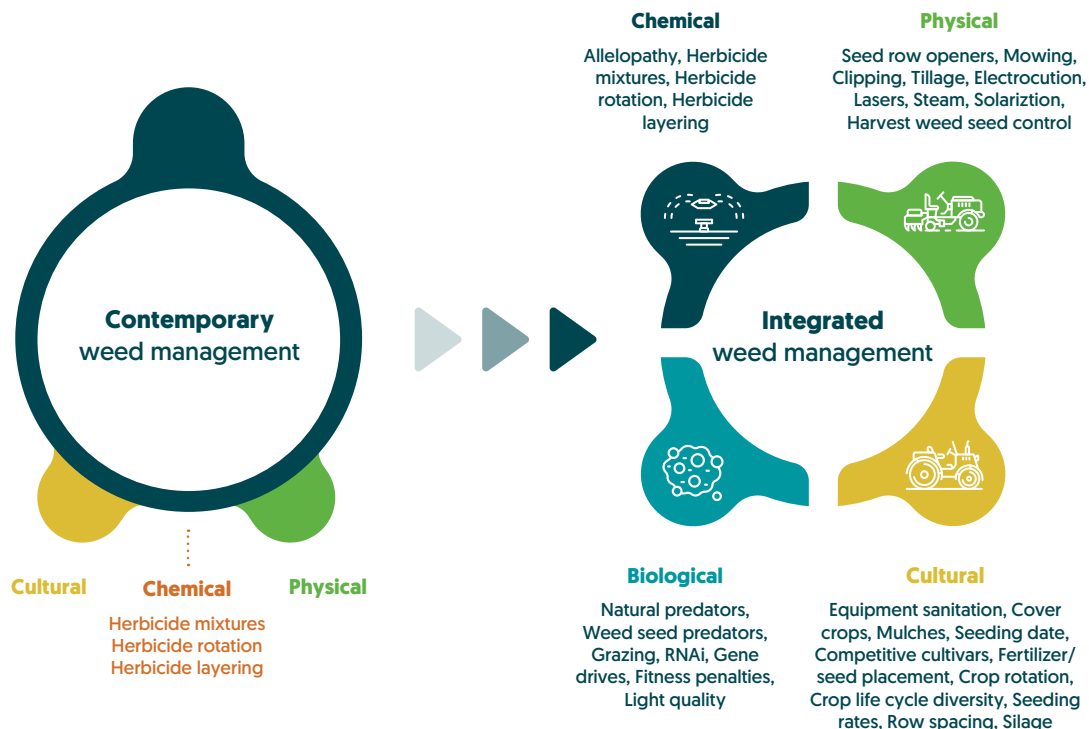 Contemporary
weed management
Cultural
Chemical
Herbicide mixtures
Herbicide rotation
Herbicide layering
Physical
Chemical
Allelopathy, Herbicide
mixtures, Herbicide
rotation, Herbicide
layering
Physical
Seed row openers, Mowing,
Clipping, Tillage, Electrocution,
Lasers, Steam, Solariztion,
Harvest weed seed control
Integrated
weed management
Biological
Natural predators,
Weed seed predators,
Grazing, RNAi, Gene
drives, Fitness penalties,
Light quality
Cultural
Equipment sanitation, Cover
crops, Mulches, Seeding date,
Competitive cultivars, Fertilizer/
seed placement, Crop rotation,
Crop life cycle diversity, Seeding
rates, Row spacing, Silage